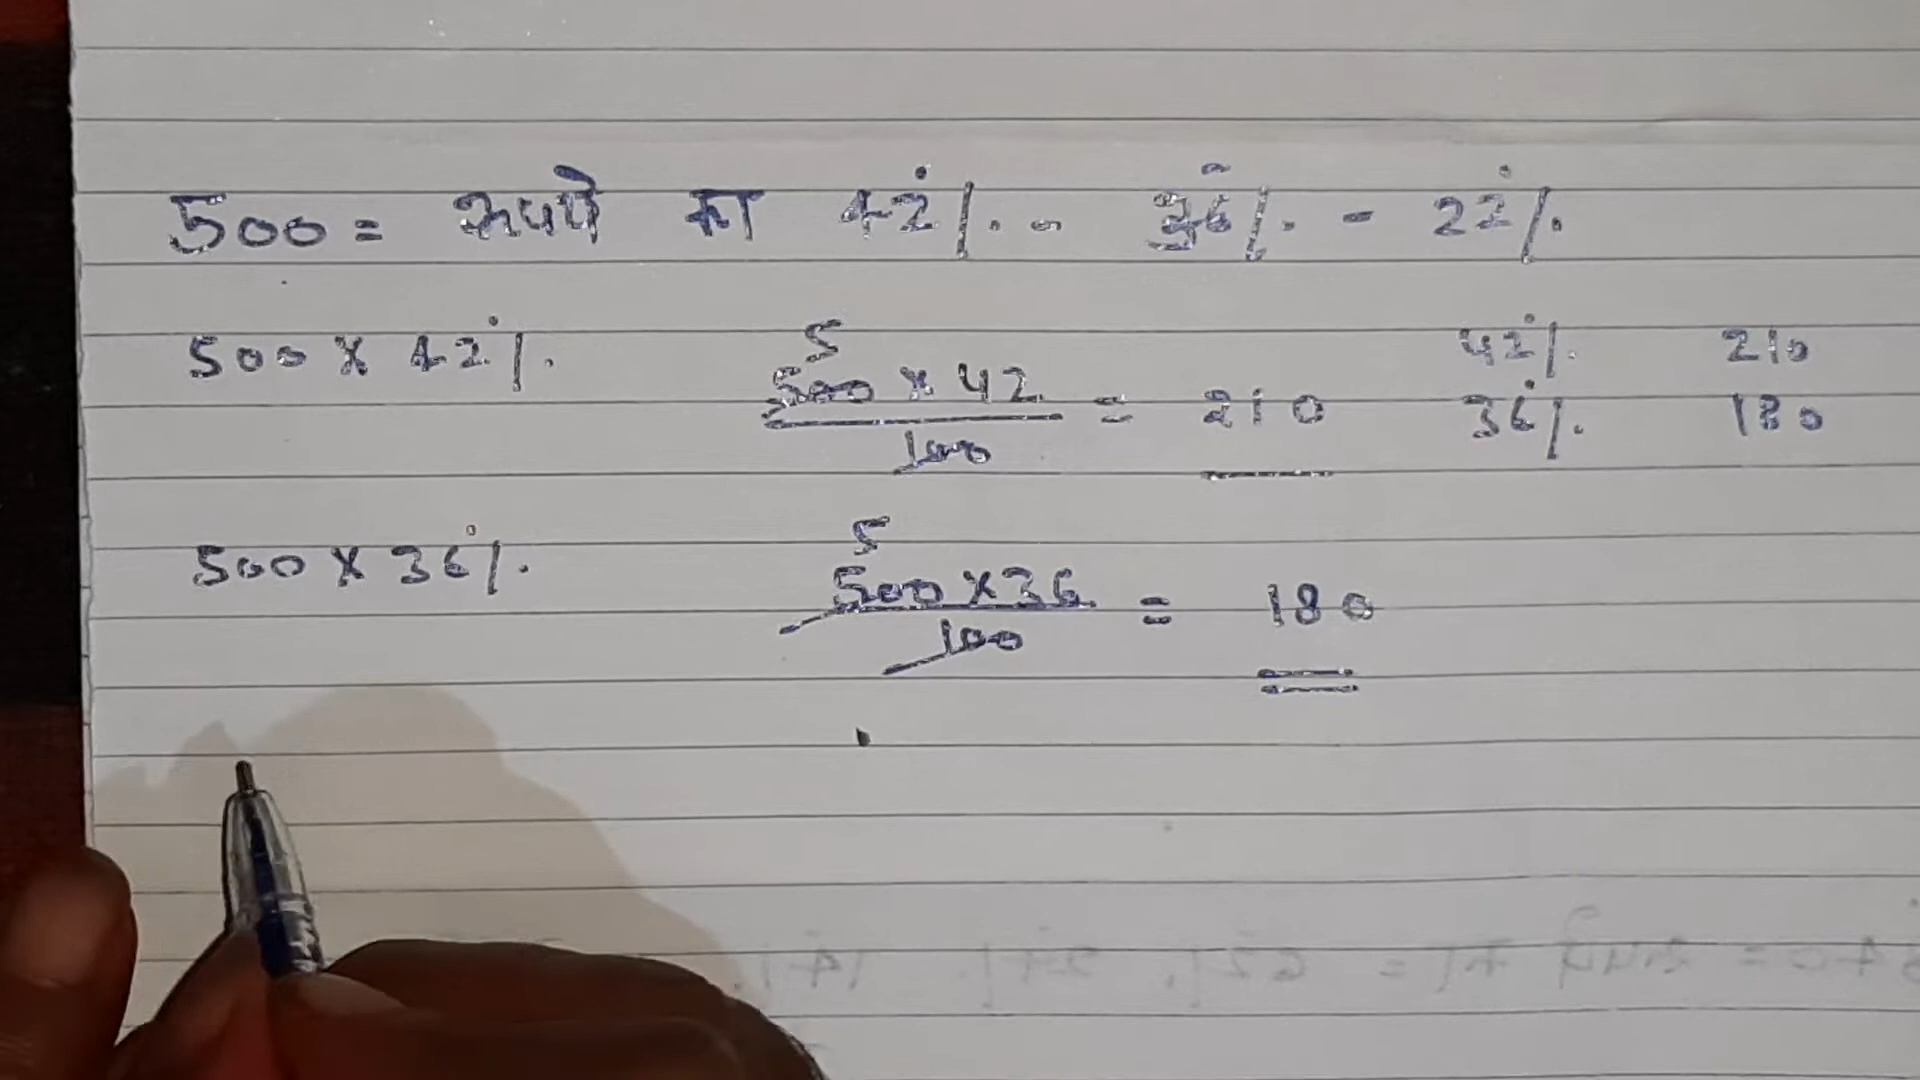 500 = रूपये का 42%. - 36%. - 22%.
500 x 42%.
5
500 x 42
100
= 210
42%. 210
36%. 180
500 x 36%.
5
500 x 36
100
= 180